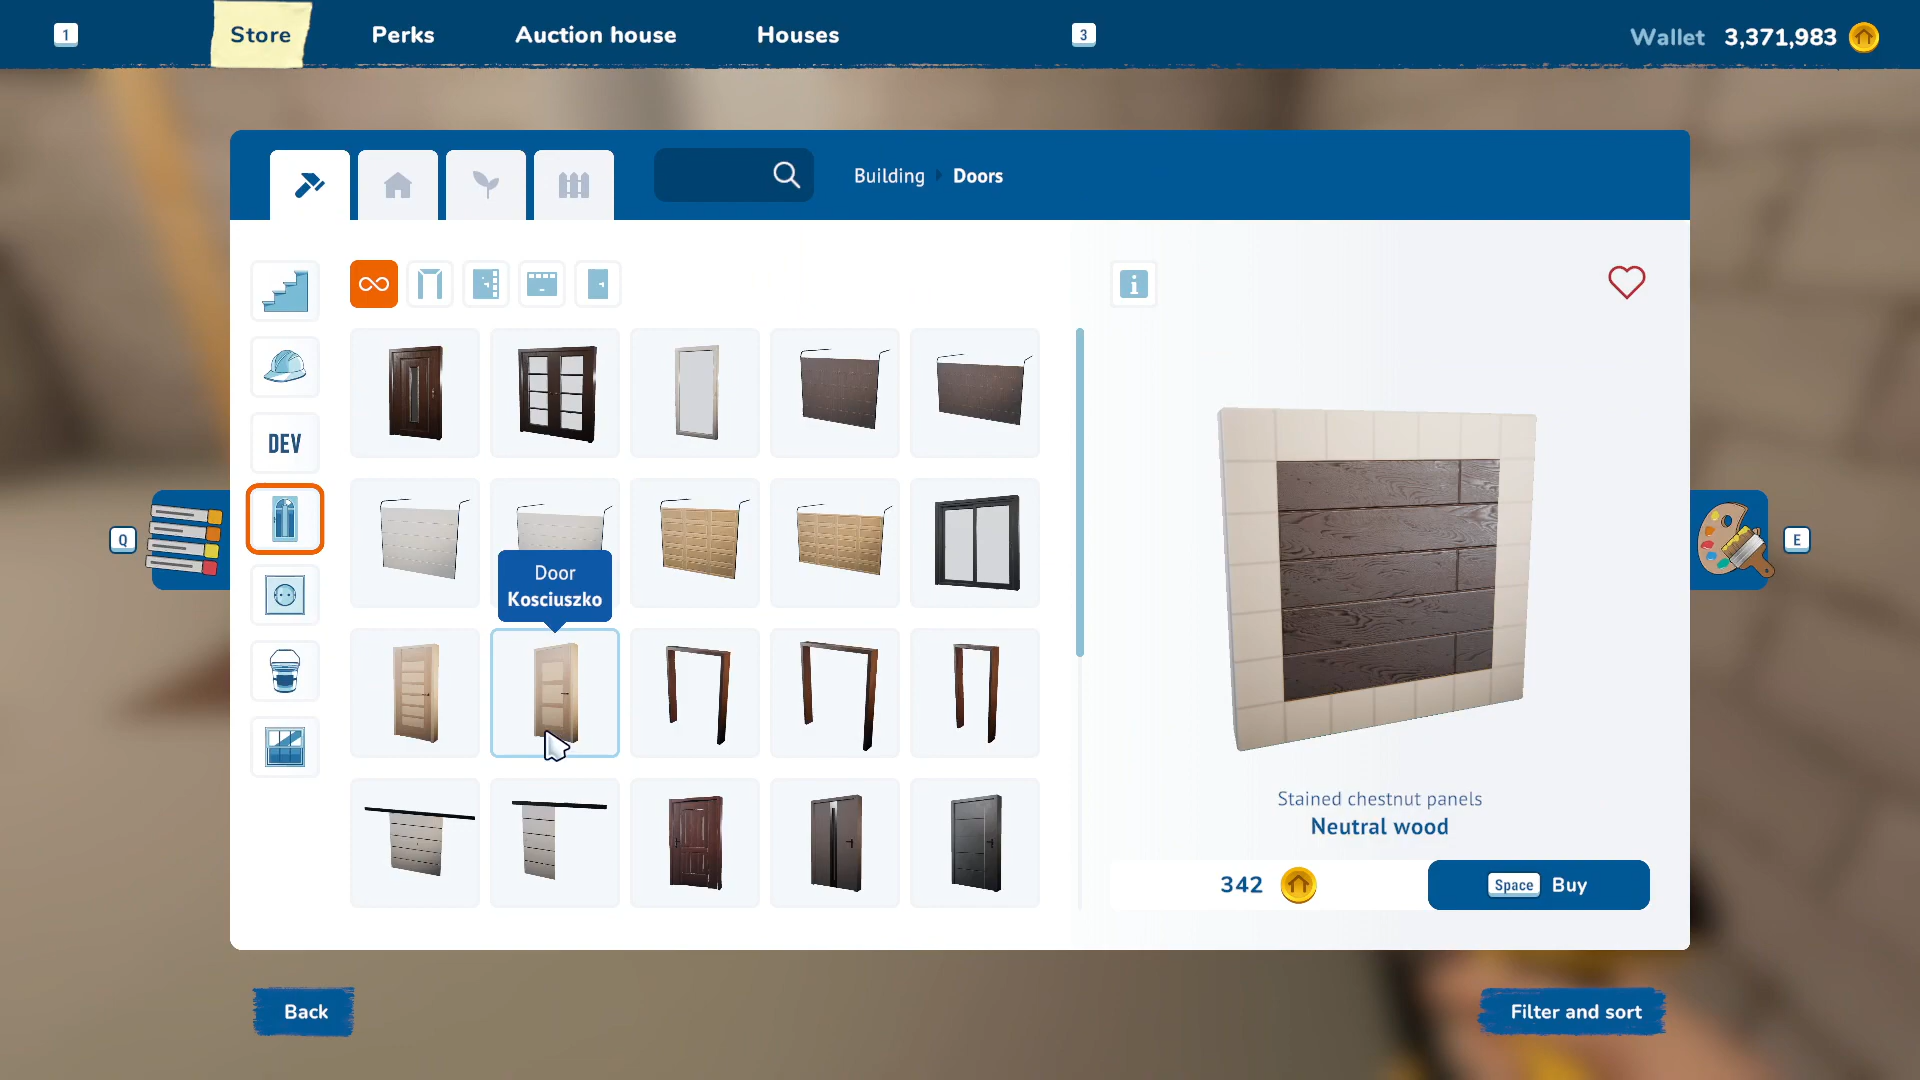 1
Store
Perks
Auction house
Houses
3
Wallet 3,371,983
Building
Doors
DEV
Door
Kosciuszko
Q
E
Stained chestnut panels
Neutral wood
342
Space Buy
Back
Filter and sort